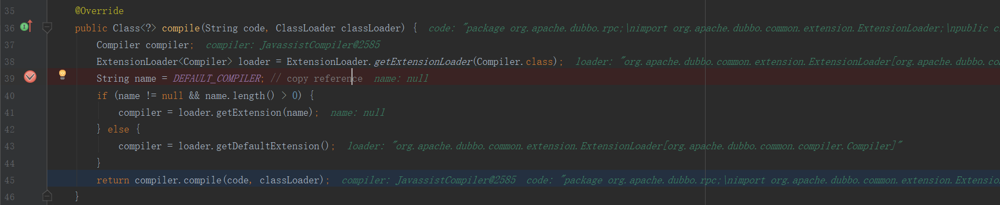 35 @Override
36 public Class<?> compile(String code, ClassLoader classLoader) { code: "package org.apache.dubbo.rpc;\nimport org.apache.dubbo.common.extension.ExtensionLoader;\npublic c
37 Compiler compiler; compiler: JavassistCompiler@2585
38 ExtensionLoader<Compiler> loader = ExtensionLoader.getExtensionLoader(Compiler.class); loader: "org.apache.dubbo.common.extension.ExtensionLoader[org.apache.dubbo.co
39 String name = DEFAULT_COMPILER; // copy reference name: null
40 if (name != null && name.length() > 0) {
41 compiler = loader.getExtension(name); name: null
42 } else {
43 compiler = loader.getDefaultExtension(); loader: "org.apache.dubbo.common.extension.ExtensionLoader[org.apache.dubbo.common.compiler.Compiler]"
44 }
45 return compiler.compile(code, classLoader); compiler: JavassistCompiler@2585 code: "package org.apache.dubbo.rpc;\nimport org.apache.dubbo.common.extension.Extension
46 }